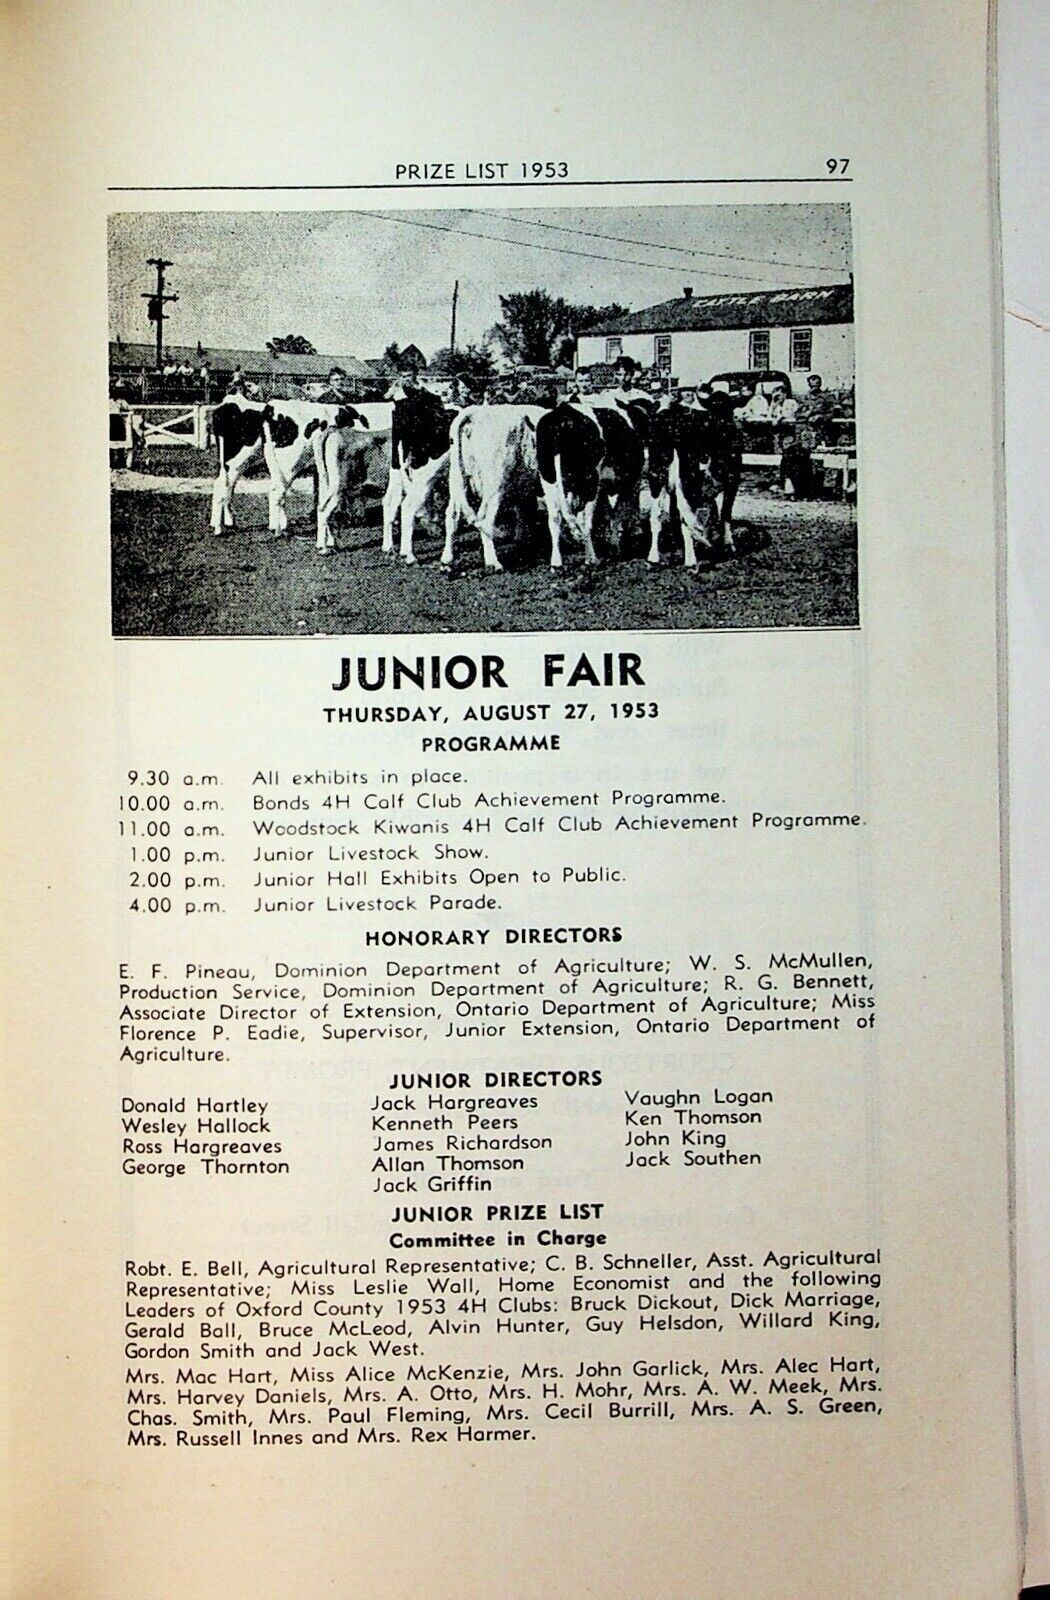 PRIZE LIST 1953 97
JUNIOR FAIR
THURSDAY, AUGUST 27, 1953
PROGRAMME
9.30 a.m. All exhibits in place.
10.00 a.m. Bonds 4H Calf Club Achievement Programme.
11.00 a.m. Woodstock Kiwanis 4H Calf Club Achievement Programme.
1.00 p.m. Junior Livestock Show.
2.00 p.m. Junior Hall Exhibits Open to Public.
4.00 p.m. Junior Livestock Parade.
HONORARY DIRECTORS
E. F. Pineau, Dominion Department of Agriculture; W. S. McMullen,
Production Service, Dominion Department of Agriculture; R. G. Bennett,
Associate Director of Extension, Ontario Department of Agriculture; Miss
Florence P. Eadie, Supervisor, Junior Extension, Ontario Department of
Agriculture.
JUNIOR DIRECTORS
Donald Hartley Jack Hargreaves Vaughn Logan
Wesley Hallock Kenneth Peers Ken Thomson
Ross Hargreaves James Richardson John King
George Thornton Allan Thomson Jack Southen
Jack Griffin
JUNIOR PRIZE LIST
Committee in Charge
Robt. E. Bell, Agricultural Representative; C. B. Schneller, Asst. Agricultural
Representative; Miss Leslie Wall, Home Economist and the following
Leaders of Oxford County 1953 4H Clubs: Bruck Dickout, Dick Marriage,
Gerald Ball, Bruce McLeod, Alvin Hunter, Guy Helsdon, Willard King,
Gordon Smith and Jack West.
Mrs. Mac Hart, Miss Alice McKenzie, Mrs. John Garlick, Mrs. Alec Hart,
Mrs. Harvey Daniels, Mrs. A. Otto, Mrs. H. Mohr, Mrs. A. W. Meek, Mrs.
Chas. Smith, Mrs. Paul Fleming, Mrs. Cecil Burrill, Mrs. A. S. Green,
Mrs. Russell Innes and Mrs. Rex Harmer.